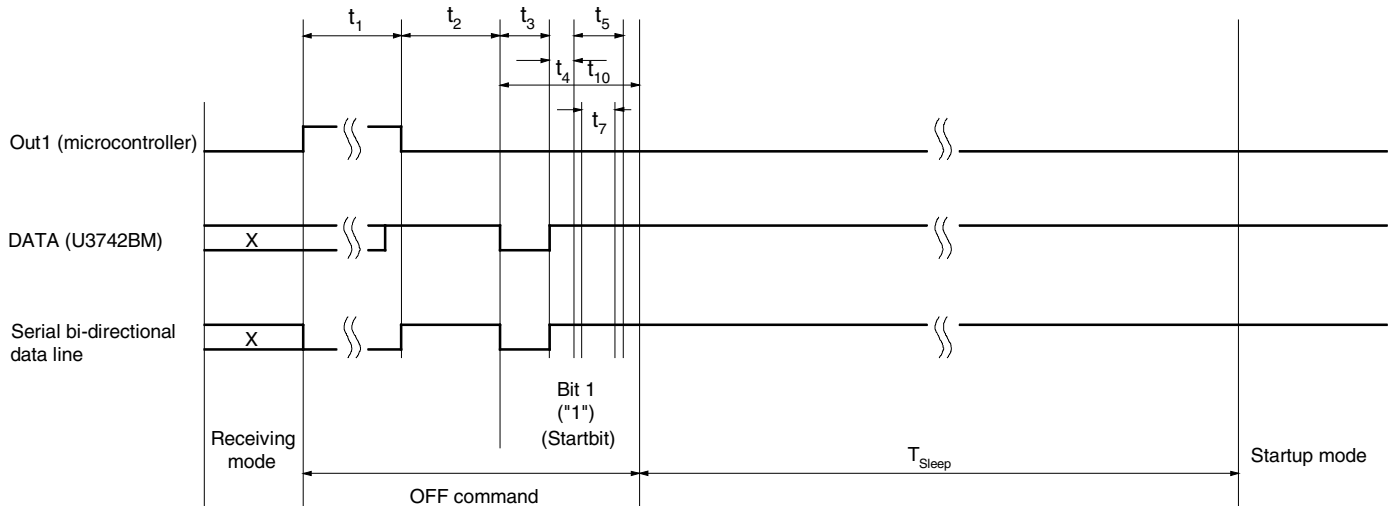 t1 t2 t3 t5
t4 t10
t7
Out1 (microcontroller)
DATA (U3742BM)
X
Serial bi-directional
data line
X
Bit 1
("1")
(Startbit)
Receiving
mode
TSleep
Startup mode
OFF command